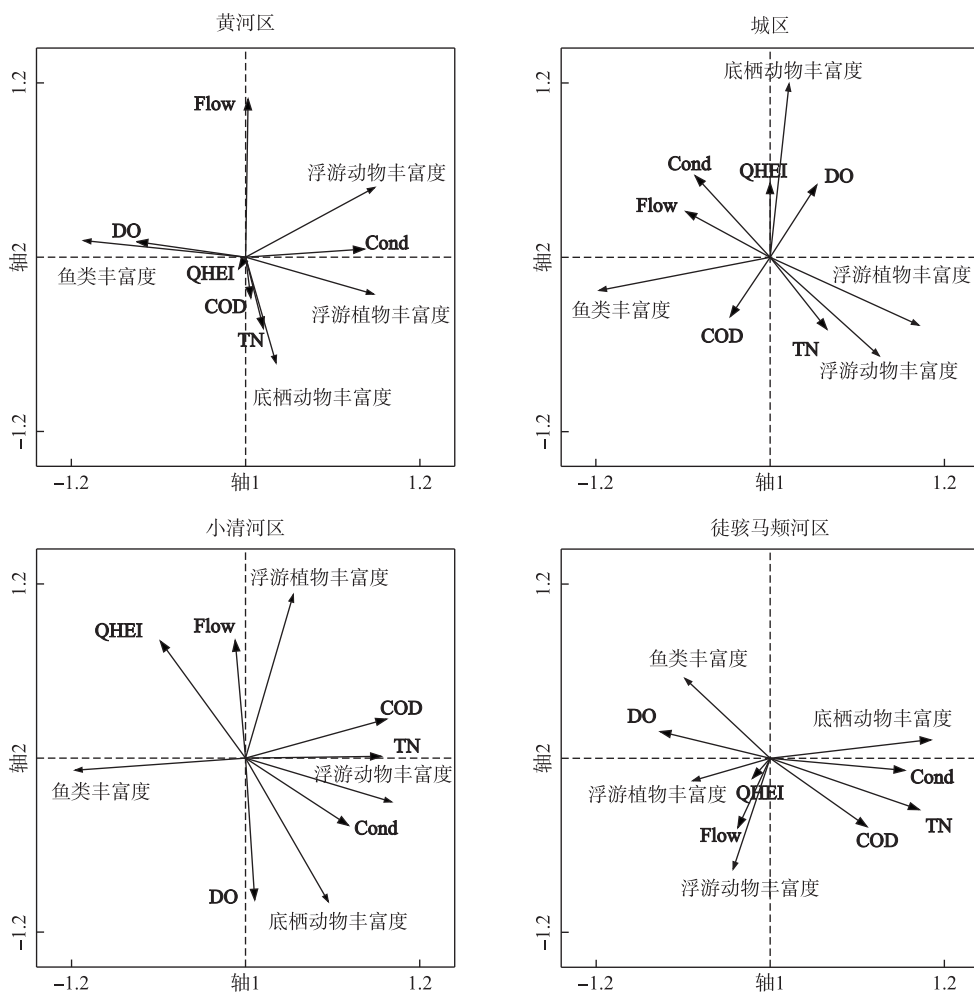 黄河区
1.2
Flow
浮游动物丰富度
DO
Cond
轴2
鱼类丰富度
QHEI
COD
浮游植物丰富度
TN
底栖动物丰富度
-1.2
-1.2
轴1
1.2
城区
1.2
底栖动物丰富度
Cond
QHEI
DO
Flow
轴2
浮游植物丰富度
鱼类丰富度
COD
TN
浮游动物丰富度
-1.2
-1.2
轴1
1.2
小清河区
1.2
浮游植物丰富度
QHEI
Flow
COD
TN
轴2
浮游动物丰富度
鱼类丰富度
Cond
DO
底栖动物丰富度
-1.2
-1.2
轴1
1.2
徒骇马颊河区
1.2
鱼类丰富度
DO
底栖动物丰富度
轴2
Cond
浮游植物丰富度
QHEI
Flow
COD
TN
浮游动物丰富度
-1.2
-1.2
轴1
1.2